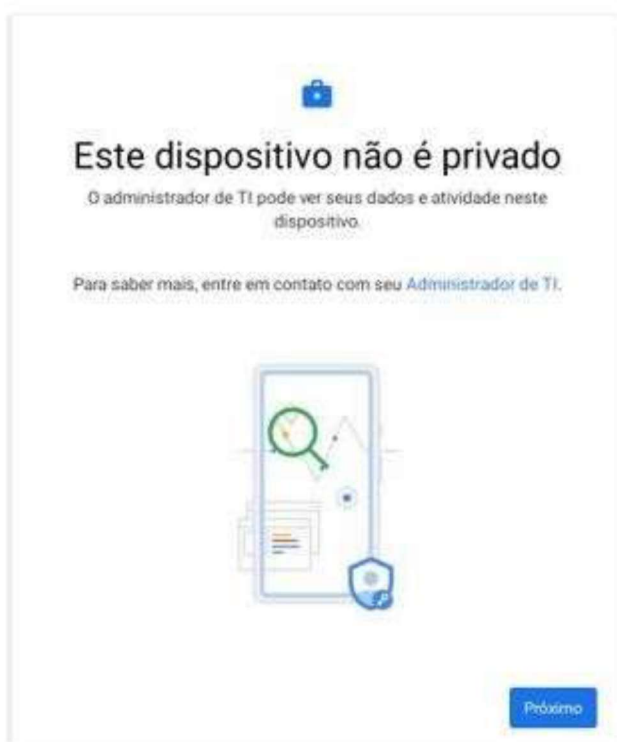 Este dispositivo não é privado
O administrador de TI pode ver seus dados e atividade neste
dispositivo.
Para saber mais, entre em contato com seu Administrador de TI.
Próximo